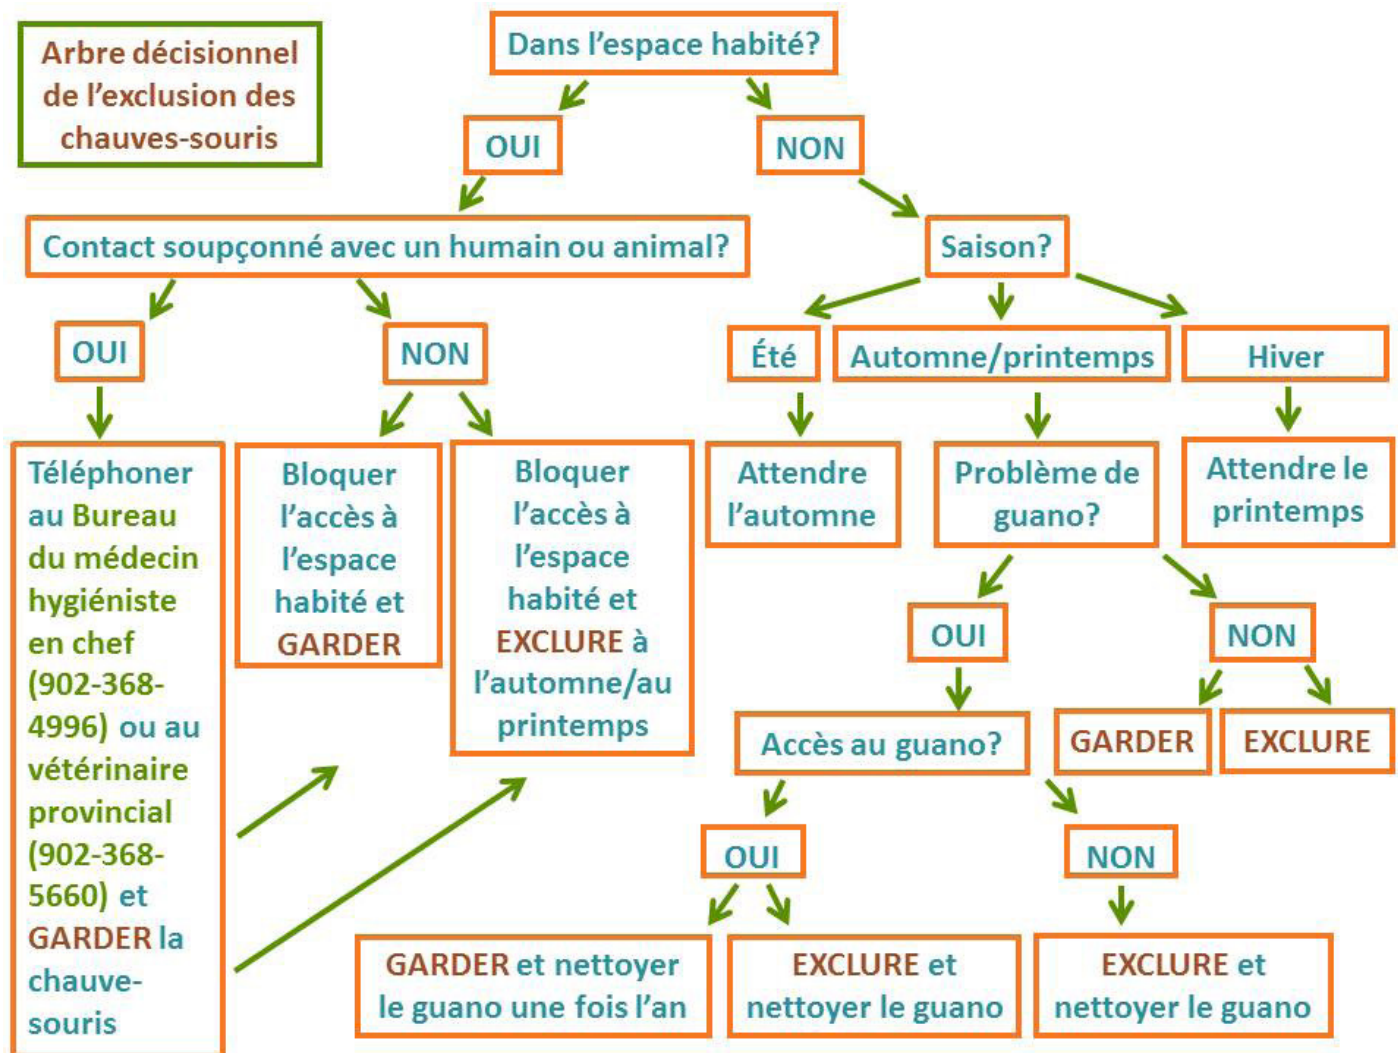 Arbre décisionnel
de l'exclusion des
chauves-souris
Dans l'espace habité?
OUI
NON
Contact soupçonné avec un humain ou animal?
Saison?
OUI
NON
Été
Automne/printemps
Hiver
Téléphoner
au Bureau
du médecin
hygiéniste
en chef
(902-368-
4996) ou au
vétérinaire
provincial
(902-368-
5660) et
GARDER la
chauve-
souris
Bloquer
l'accès à
l'espace
habité et
GARDER
Bloquer
l'accès à
l'espace
habité et
EXCLURE à
l'automne/au
printemps
Attendre
l'automne
Problème de
guano?
Attendre le
printemps
OUI
NON
Accès au guano?
GARDER
EXCLURE
OUI
NON
GARDER et nettoyer
le guano une fois l'an
EXCLURE et
nettoyer le guano
EXCLURE et
nettoyer le guano